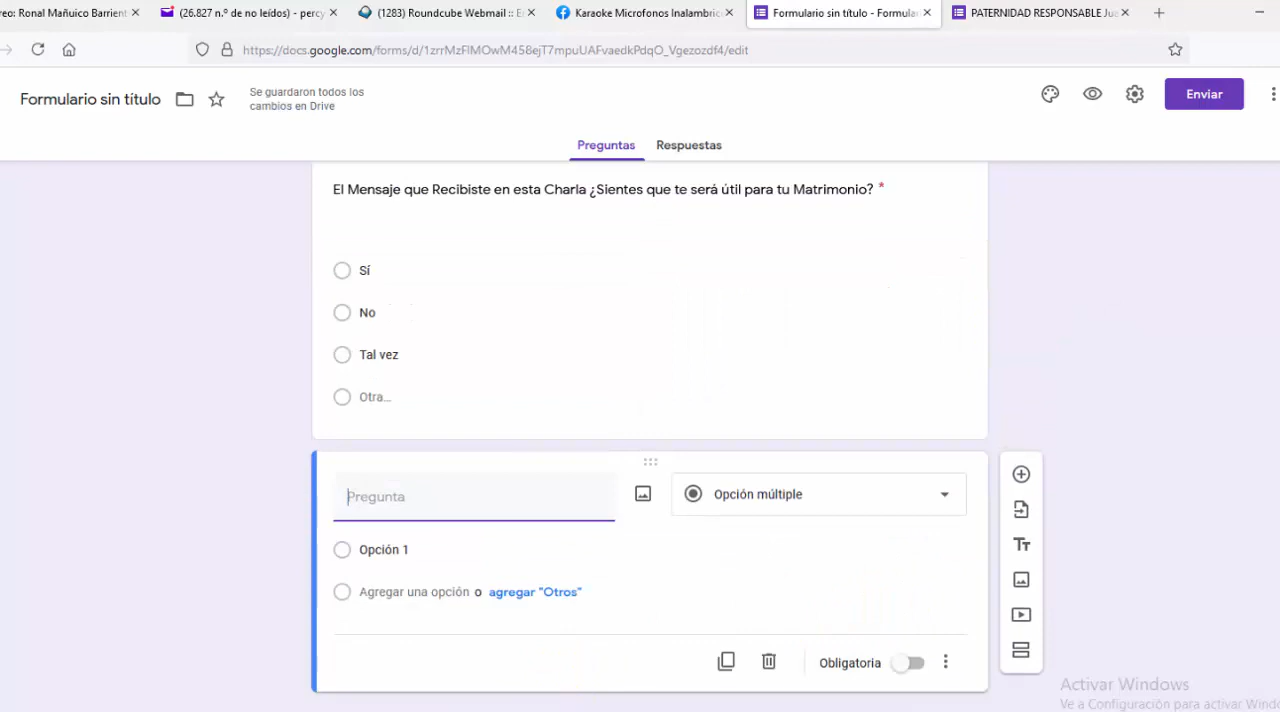 reo: Ronal Mañuico Barrient
(26.827 n.º de no leídos) - percy
(1283) Roundcube Webmail :: E
Karaoke Microfonos Inalambric
Formulario sin título - Formula
PATERNIDAD RESPONSABLE Jua
https://docs.google.com/forms/d/1zrrMzFIMOwM458ejT7mpuUAFvaedkPdqO_Vgezozdf4/edit
Formulario sin título
Se guardaron todos los
cambios en Drive
Enviar
Preguntas
Respuestas
El Mensaje que Recibiste en esta Charla ¿Sientes que te será útil para tu Matrimonio? *
Sí
No
Tal vez
Otra...
Pregunta
Opción múltiple
Opción 1
Agregar una opción o agregar "Otros"
Obligatoria
Activar Windows
Ve a Configuración para activar Windo